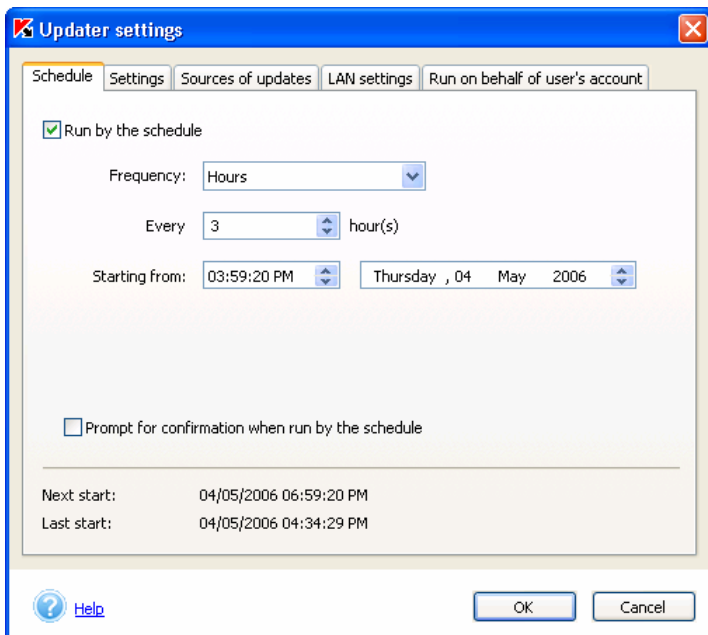 Updater settings
Schedule Settings Sources of updates LAN settings Run on behalf of user's account
Run by the schedule
Frequency: Hours
Every 3 hour(s)
Starting from: 03:59:20 PM Thursday , 04 May 2006
Prompt for confirmation when run by the schedule
Next start: 04/05/2006 06:59:20 PM
Last start: 04/05/2006 04:34:29 PM
Help OK Cancel